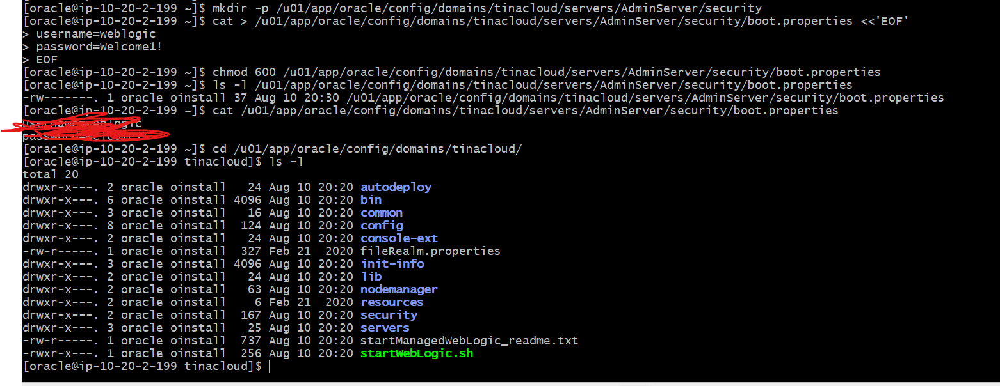 [oracle@ip-10-20-2-199 ~]$ mkdir -p /u01/app/oracle/config/domains/tinacloud/servers/AdminServer/security
[oracle@ip-10-20-2-199 ~]$ cat > /u01/app/oracle/config/domains/tinacloud/servers/AdminServer/security/boot.properties <<'EOF'
> username=weblogic
> password=Welcome1!
> EOF
[oracle@ip-10-20-2-199 ~]$ chmod 600 /u01/app/oracle/config/domains/tinacloud/servers/AdminServer/security/boot.properties
[oracle@ip-10-20-2-199 ~]$ ls -l /u01/app/oracle/config/domains/tinacloud/servers/AdminServer/security/boot.properties
-rw-------. 1 oracle oinstall 37 Aug 10 20:30 /u01/app/oracle/config/domains/tinacloud/servers/AdminServer/security/boot.properties
[oracle@ip-10-20-2-199 ~]$ cat /u01/app/oracle/config/domains/tinacloud/servers/AdminServer/security/boot.properties
[oracle@ip-10-20-2-199 ~]$ cd /u01/app/oracle/config/domains/tinacloud/
[oracle@ip-10-20-2-199 tinacloud]$ ls -l
total 20
drwxr-x---. 2 oracle oinstall   24 Aug 10 20:20 autodeploy
drwxr-x---. 6 oracle oinstall 4096 Aug 10 20:20 bin
drwxr-x---. 3 oracle oinstall   16 Aug 10 20:20 common
drwxr-x---. 8 oracle oinstall  124 Aug 10 20:20 config
drwxr-x---. 2 oracle oinstall   24 Aug 10 20:20 console-ext
-rw-r-----. 1 oracle oinstall  327 Feb 21  2020 fileRealm.properties
drwxr-x---. 3 oracle oinstall 4096 Aug 10 20:20 init-info
drwxr-x---. 2 oracle oinstall   24 Aug 10 20:20 lib
drwxr-x---. 2 oracle oinstall   63 Aug 10 20:20 nodemanager
drwxr-x---. 2 oracle oinstall    6 Feb 21  2020 resources
drwxr-x---. 2 oracle oinstall  167 Aug 10 20:20 security
drwxr-x---. 3 oracle oinstall   25 Aug 10 20:20 servers
-rw-r-----. 1 oracle oinstall  737 Aug 10 20:20 startManagedWebLogic_readme.txt
-rwxr-x---. 1 oracle oinstall  256 Aug 10 20:20 startWebLogic.sh
[oracle@ip-10-20-2-199 tinacloud]$